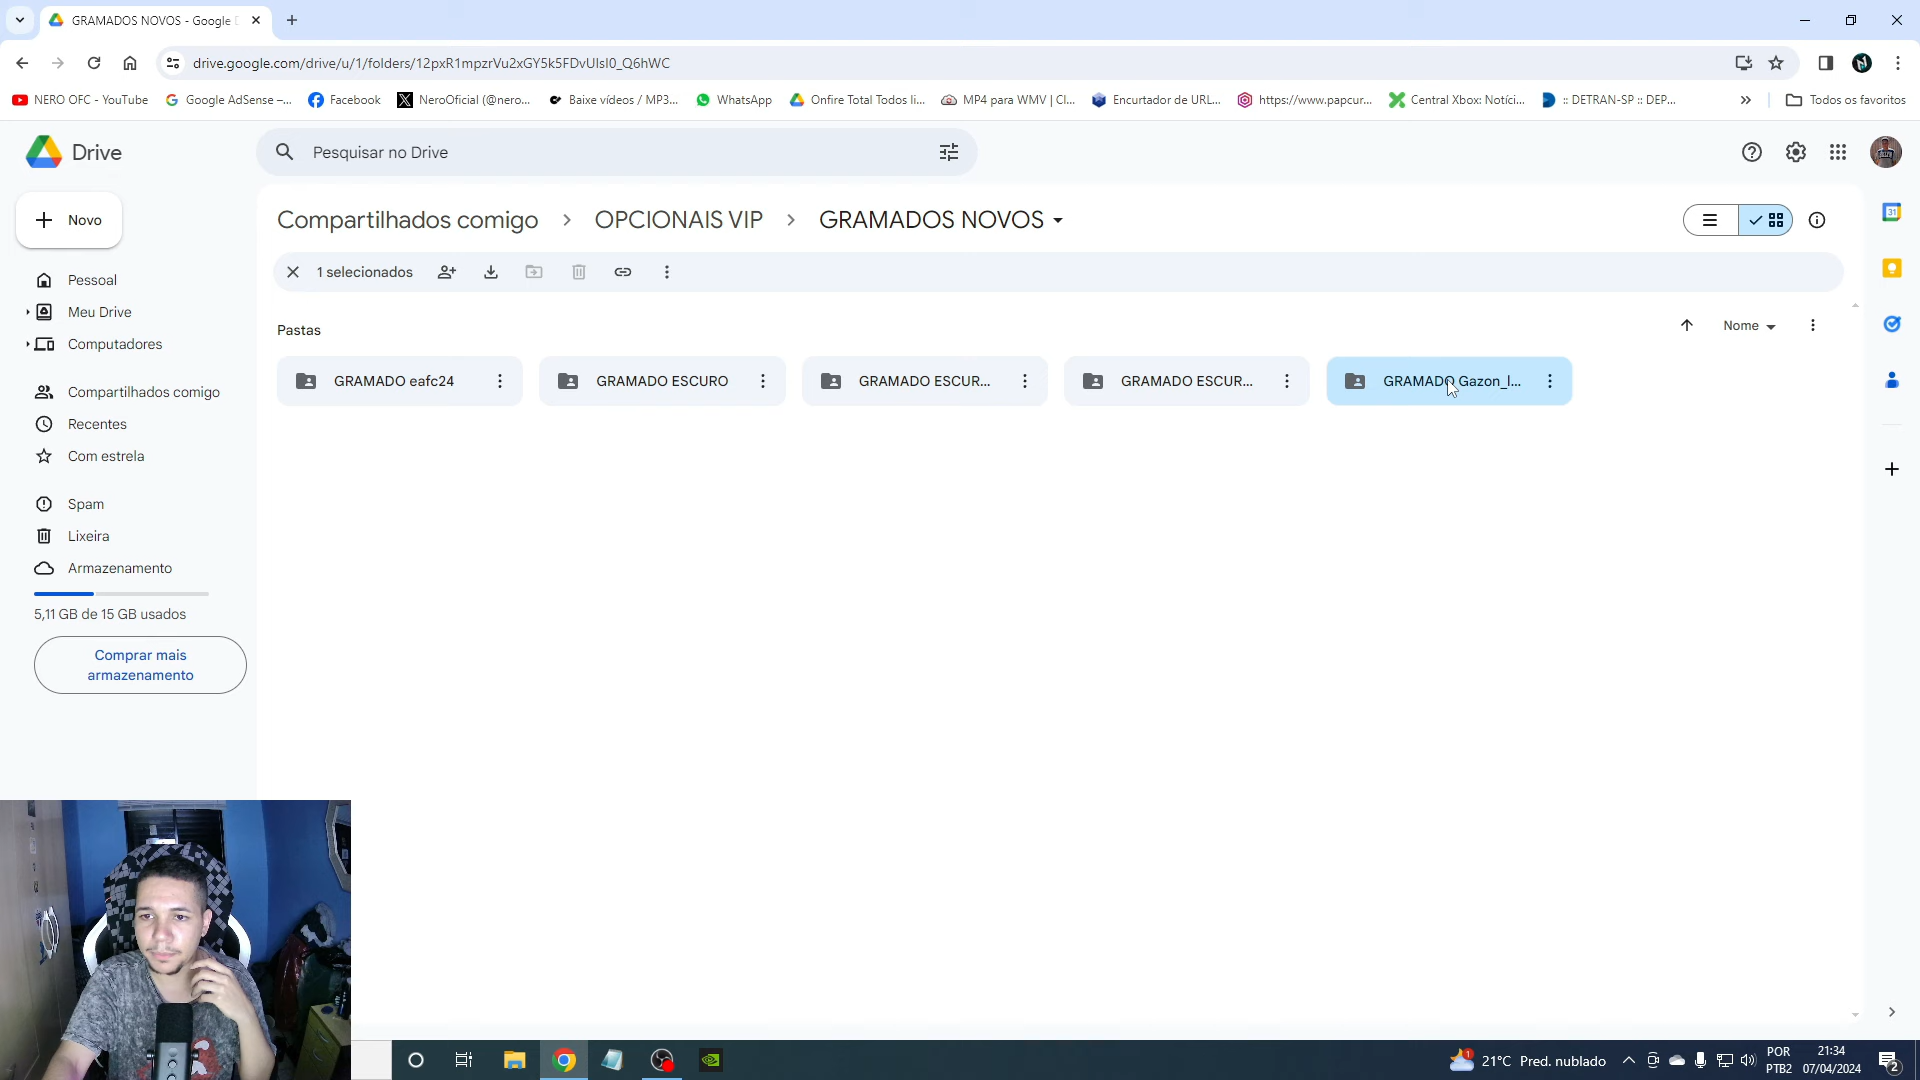 GRAMADOS NOVOS - Google
drive.google.com/drive/u/1/folders/12pxR1mpzrVu2xGY5k5FDvUIsI0_Q6hWC
NERO OFC - YouTube
Google AdSense –...
Facebook
NeroOficial (@nero...
Baixe vídeos / MP3...
WhatsApp
Onfire Total Todos li...
MP4 para WMV | Cl...
Encurtador de URL...
https://www.papcur...
Central Xbox: Notíci...
:: DETRAN-SP :: DEP...
Todos os favoritos
Drive
Pesquisar no Drive
Novo
Compartilhados comigo > OPCIONAIS VIP > GRAMADOS NOVOS
31
1 selecionados
Pessoal
Meu Drive
Computadores
Compartilhados comigo
Recentes
Com estrela
Spam
Lixeira
Armazenamento
5,11 GB de 15 GB usados
Comprar mais
armazenamento
Pastas
Nome
GRAMADO eafc24
GRAMADO ESCURO
GRAMADO ESCUR...
GRAMADO ESCUR...
GRAMADO Gazon_l...
1
21°C Pred. nublado
POR
PTB2
21:34
07/04/2024
2